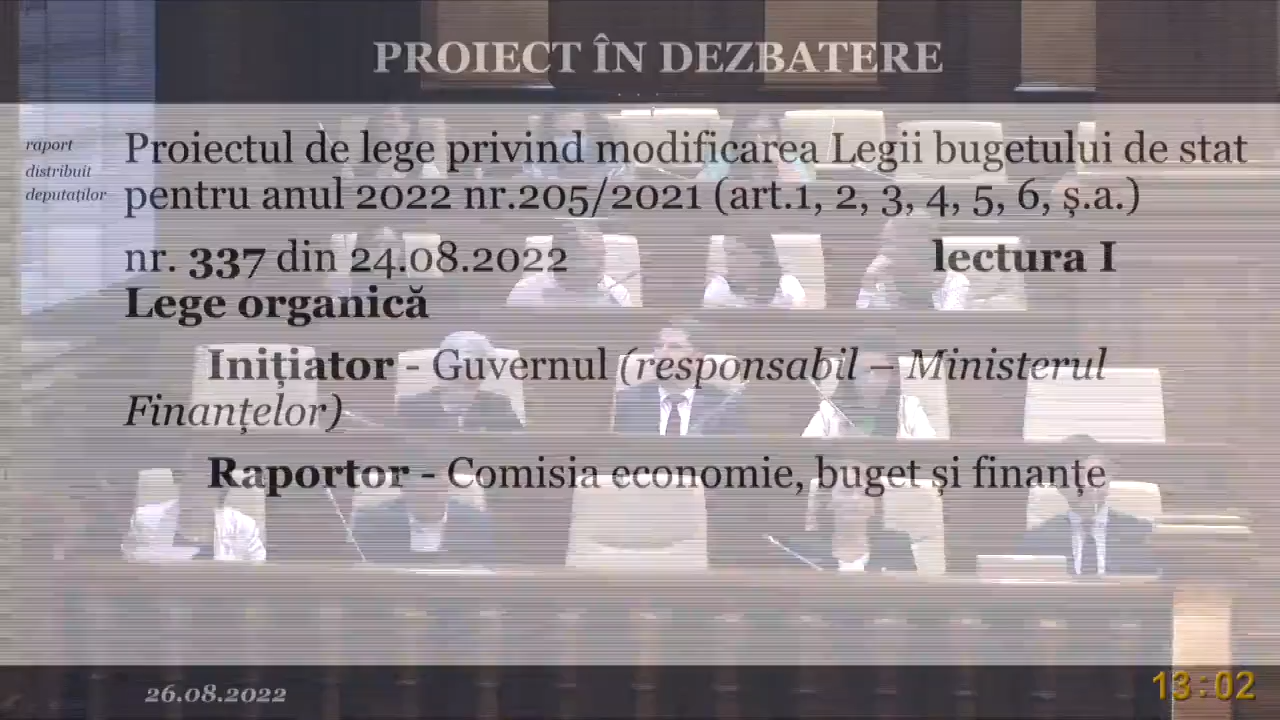 PROIECT ÎN DEZBATERE
raport
distribuit
deputaților
Proiectul de lege privind modificarea Legii bugetului de stat
pentru anul 2022 nr.205/2021 (art.1, 2, 3, 4, 5, 6, ș.a.)
nr. 337 din 24.08.2022 lectura I
Lege organică
Inițiator - Guvernul (responsabil – Ministerul
Finanțelor)
Raportor - Comisia economie, buget și finanțe
26.08.2022
13:02